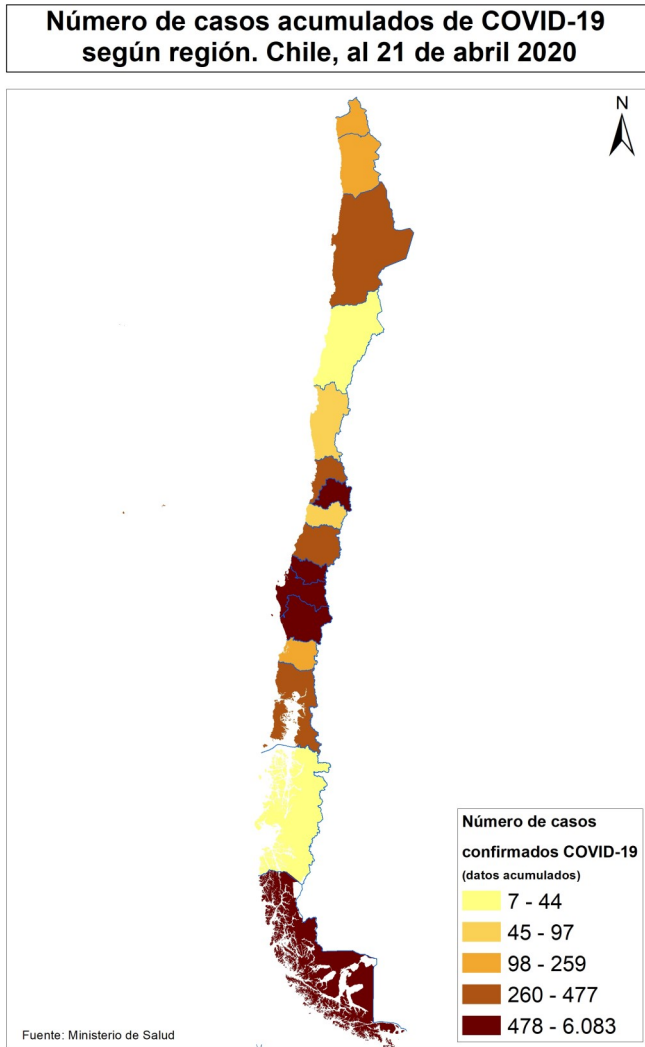 Número de casos acumulados de COVID-19
según región. Chile, al 21 de abril 2020
N
Número de casos
confirmados COVID-19
(datos acumulados)
7 - 44
45 - 97
98 - 259
260 - 477
478 - 6.083
Fuente: Ministerio de Salud